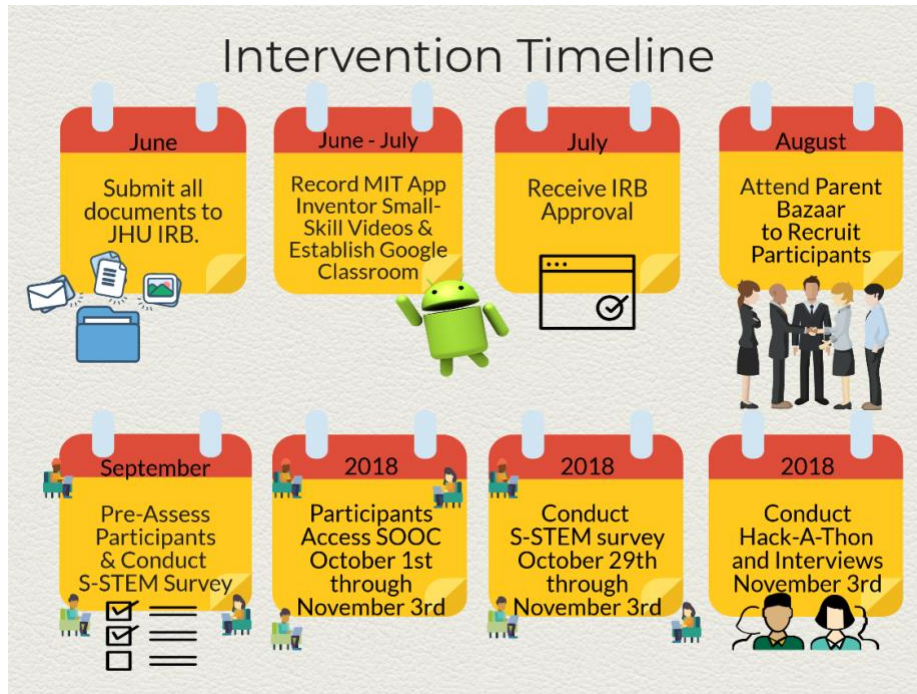 Intervention Timeline
June
Submit all
documents to
JHU IRB.
June - July
Record MIT App
Inventor Small-
Skill Videos &
Establish Google
Classroom
July
Receive IRB
Approval
August
Attend Parent
Bazaar
to Recruit
Participants
September
Pre-Assess
Participants
& Conduct
S-STEM Survey
2018
Participants
Access SOOC
October 1st
through
November 3rd
2018
Conduct
S-STEM survey
October 29th
through
November 3rd
2018
Conduct
Hack-A-Thon
and Interviews
November 3rd